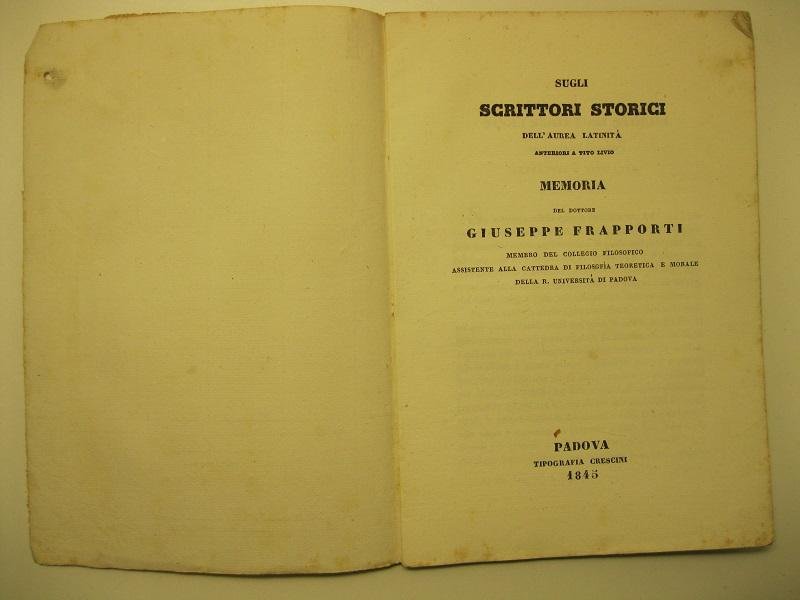 SUGLI
SCRITTORI STORICI
DELL'AUREA LATINITÀ
ANTERIORI A TITO LIVIO
MEMORIA
DEL DOTTORE
GIUSEPPE FRAPPORTI
MEMBRO DEL COLLEGIO FILOSOFICO
ASSISTENTE ALLA CATTEDRA DI FILOSOFIA TEORETICA E MORALE
DELLA R. UNIVERSITÀ DI PADOVA
PADOVA
TIPOGRAFIA CRESCINI
1845